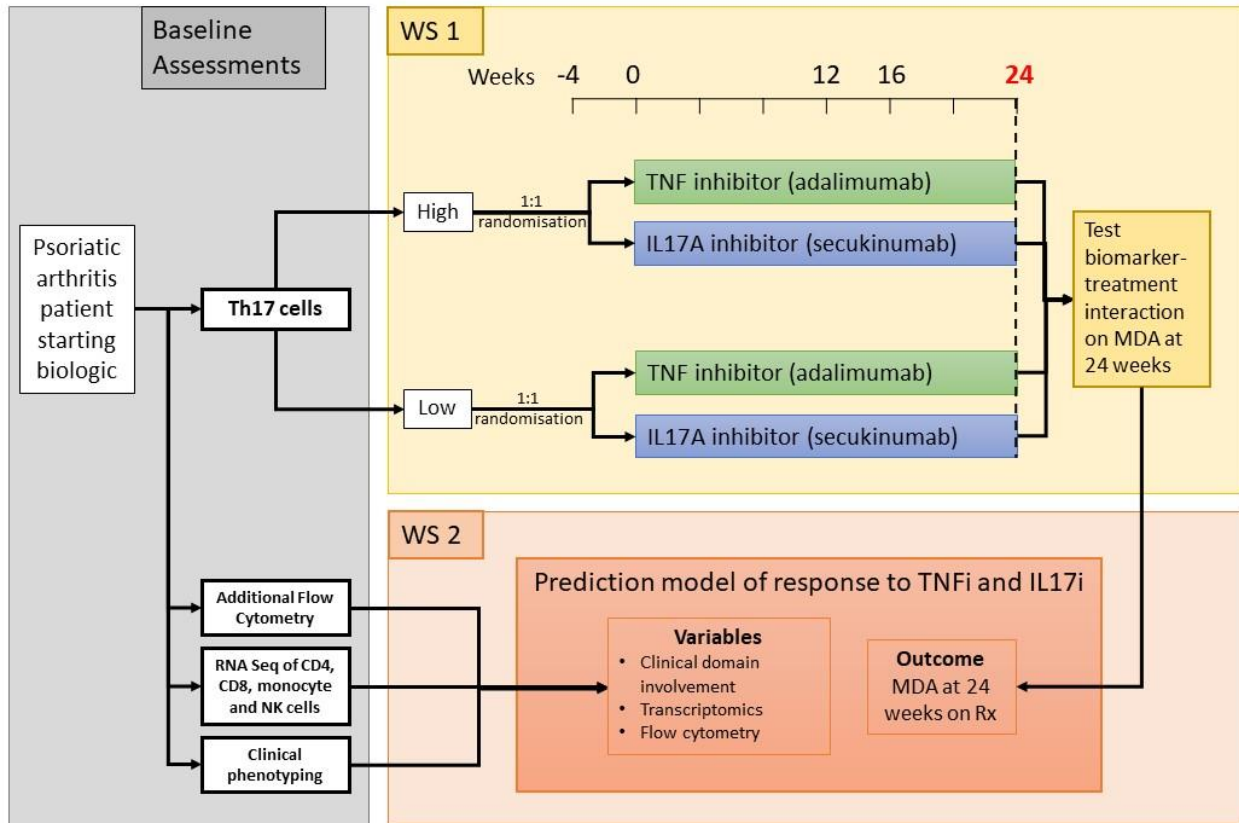 Baseline
Assessments
Psoriatic
arthritis
patient
starting
biologic
Th17 cells
Additional Flow
Cytometry
RNA Seq of CD4,
CD8, monocyte
and NK cells
Clinical
phenotyping
WS 1
Weeks -4 0 12 16 24
High
1:1
randomisation
TNF inhibitor (adalimumab)
IL17A inhibitor (secukinumab)
Low
1:1
randomisation
TNF inhibitor (adalimumab)
IL17A inhibitor (secukinumab)
Test
biomarker-
treatment
interaction
on MDA at
24 weeks
WS 2
Prediction model of response to TNFi and IL17i
Variables
• Clinical domain
involvement
• Transcriptomics
• Flow cytometry
Outcome
MDA at 24
weeks on Rx